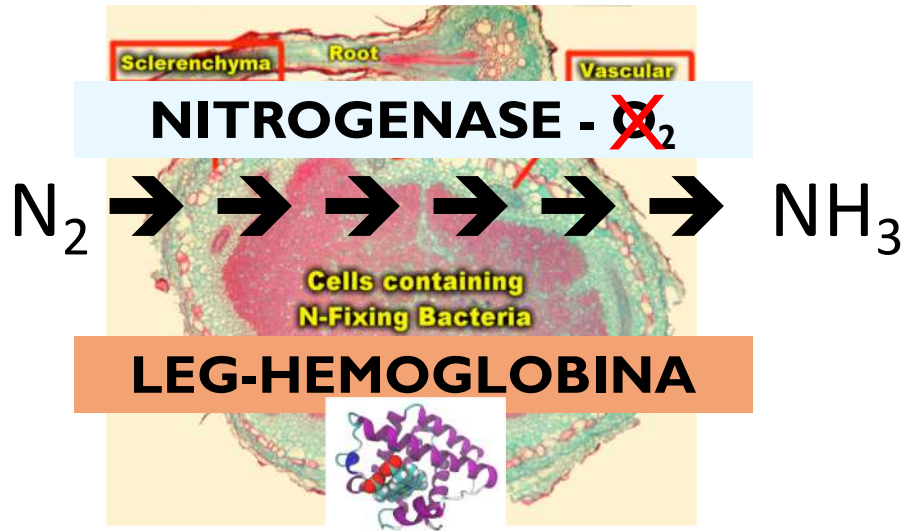 Root
Sclerenchyma
Vascular
NITROGENASE - O₂
N₂ → → → → → → NH₃
Cells containing
N-Fixing Bacteria
LEG-HEMOGLOBINA